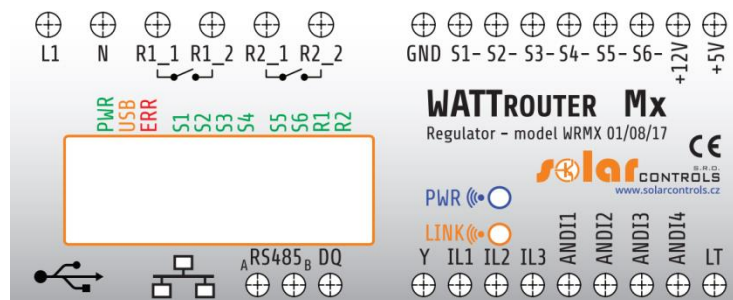 L1 N R1_1 R1_2 R2_1 R2_2
GND S1- S2- S3- S4- S5- S6- +12V +5V
PWR USB ERR S1 S2 S3 S4 S5 S6 R1 R2
WATTROUTER Mx
Regulator - model WRMX 01/08/17
CE
solar
S.R.O.
CONTROLS
www.solarcontrols.cz
PWR
LINK
A RS485 B DQ
Y IL1 IL2 IL3 ANDI1 ANDI2 ANDI3 ANDI4 LT